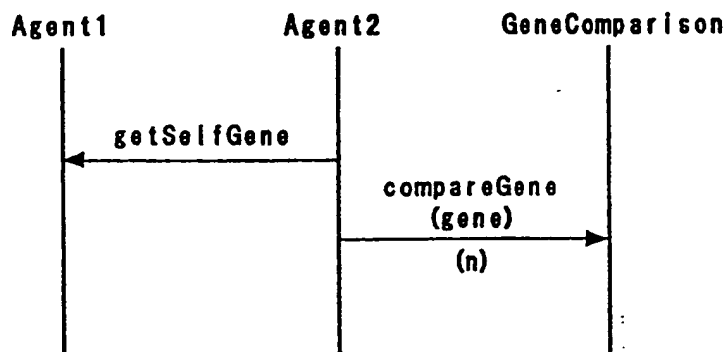 Agent1 Agent2 GeneComparison
getSelfGene
compareGene
(gene)
(n)